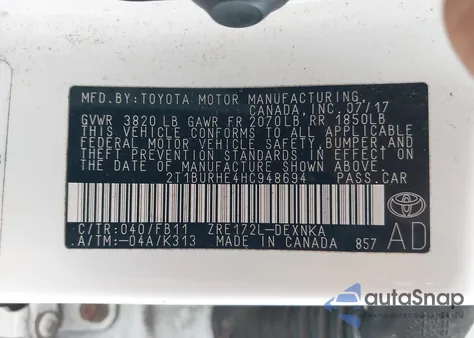 MFD. BY: TOYOTA MOTOR MANUFACTURING
CANADA, INC. 07/17
GVWR 3820 LB GAWR FR 2070LB RR 1850LB
THIS VEHICLE CONFORMS TO ALL APPLICABLE
FEDERAL MOTOR VEHICLE SAFETY, BUMPER, AND
THEFT PREVENTION STANDARDS IN EFFECT ON
THE DATE OF MANUFACTURE SHOWN ABOVE.
2T1BURHE4HC948694 PASS. CAR
C/TR: 040/FB11 ZRE172L-DEXNKA
A/TM: -04A/K313 MADE IN CANADA 857
TOYOTA
AD
autoSnap